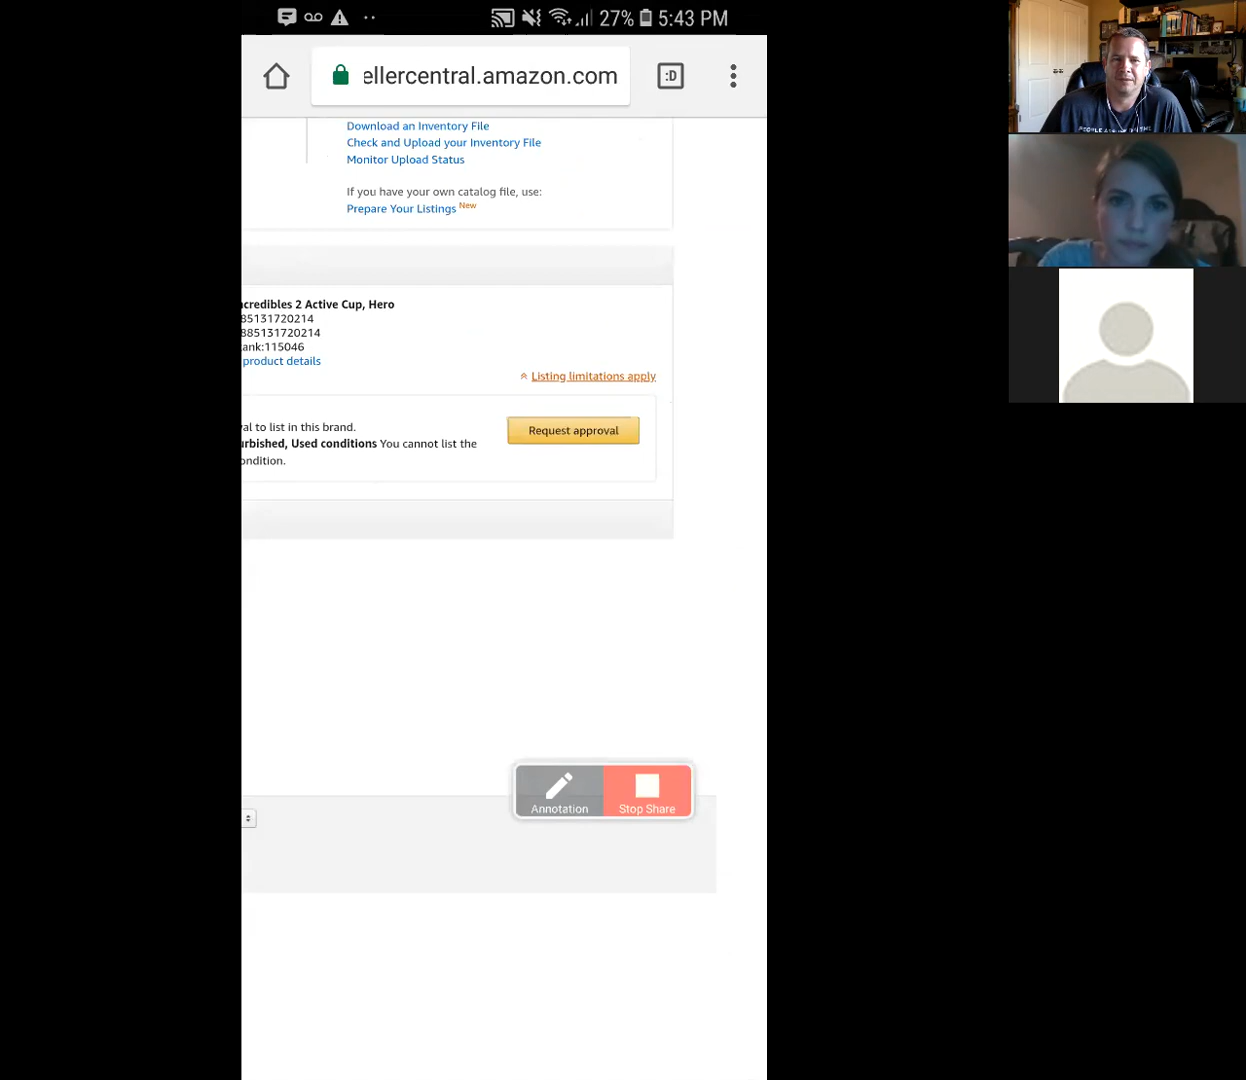 27% 5:43 PM
ellercentral.amazon.com
:D
Download an Inventory File
Check and Upload your Inventory File
Monitor Upload Status
If you have your own catalog file, use:
Prepare Your Listings New
ncredibles 2 Active Cup, Hero
85131720214
885131720214
ank:115046
product details
Listing limitations apply
val to list in this brand.
Request approval
urbished, Used conditions You cannot list the
ondition.
Annotation
Stop Share